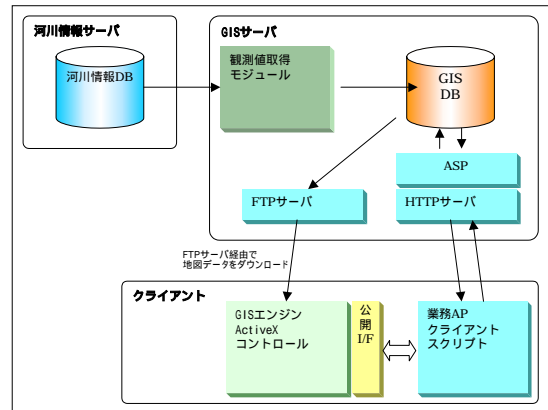 河川情報サーバ
河川情報DB
GISサーバ
観測値取得
モジュール
GIS
DB
ASP
HTTPサーバ
FTPサーバ
FTPサーバ経由で
地図データをダウンロード
クライアント
GISエンジン
ActiveX
コントロール
公
開
I/F
業務AP
クライアント
スクリプト